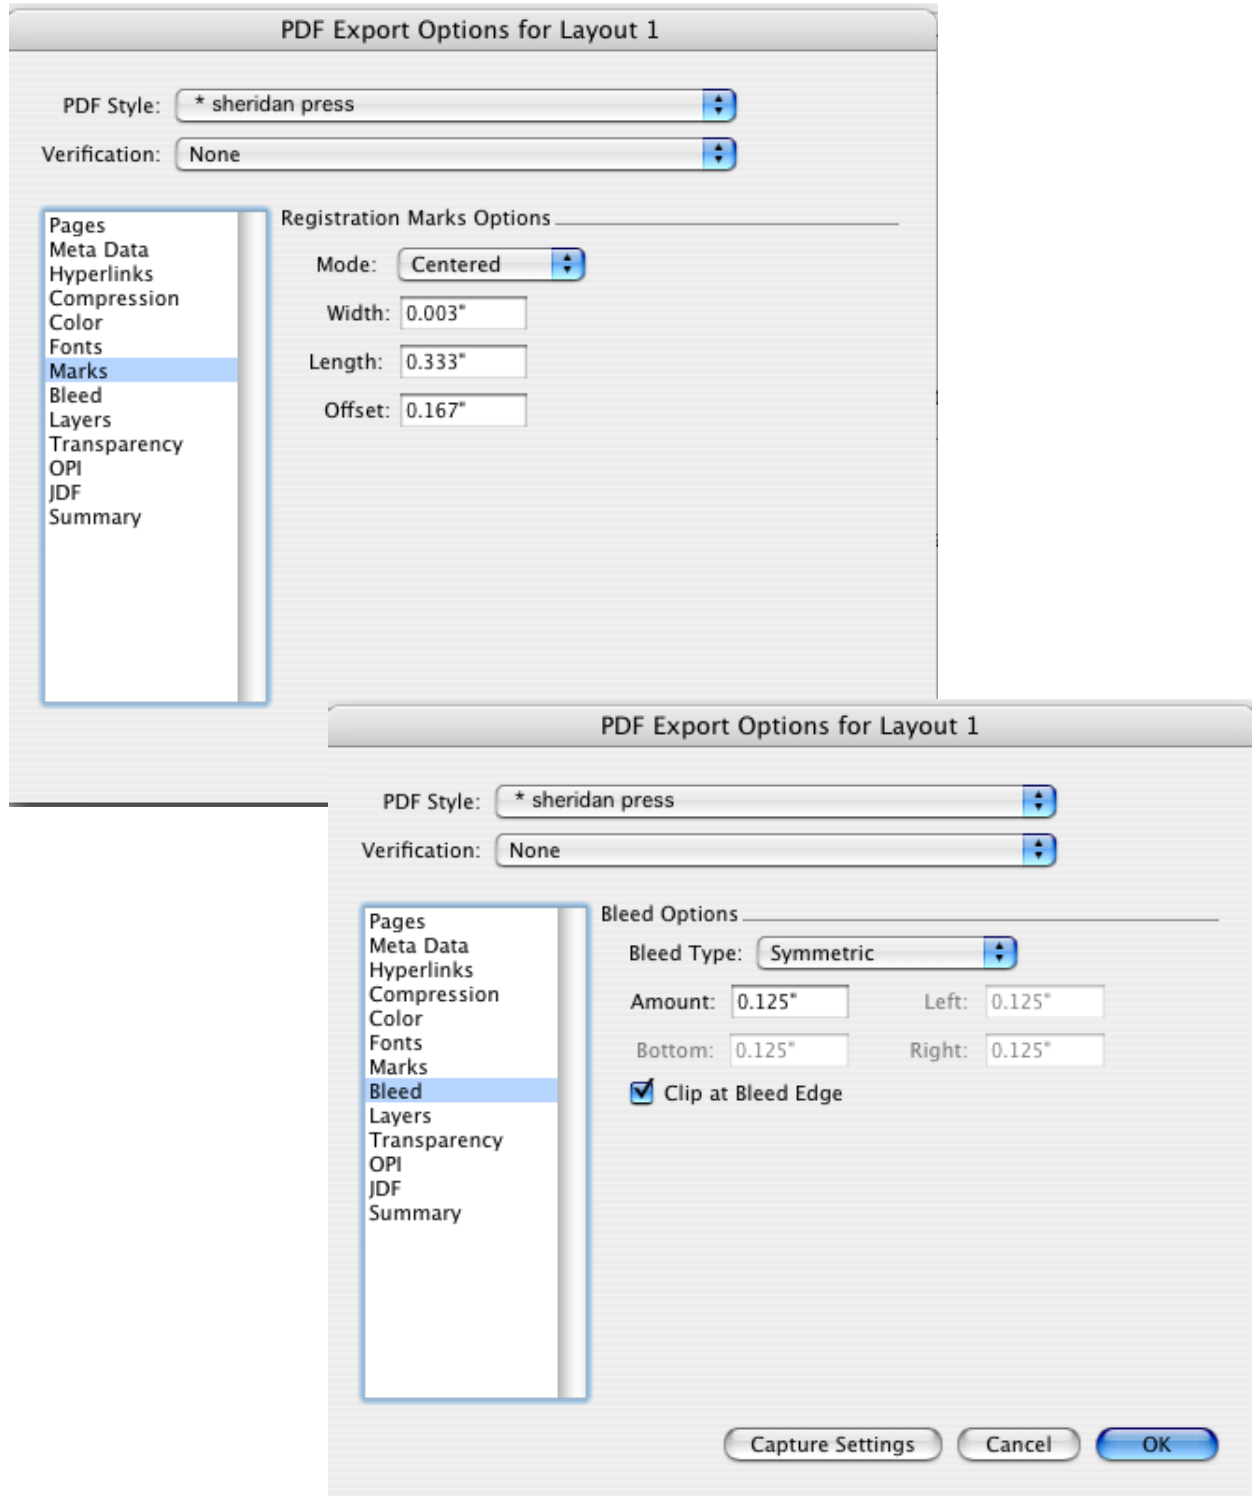 PDF Export Options for Layout 1
PDF Style: * sheridan press
Verification: None
Pages
Meta Data
Hyperlinks
Compression
Color
Fonts
Marks
Bleed
Layers
Transparency
OPI
JDF
Summary
Registration Marks Options
Mode: Centered
Width: 0.003"
Length: 0.333"
Offset: 0.167"
PDF Export Options for Layout 1
PDF Style: * sheridan press
Verification: None
Pages
Meta Data
Hyperlinks
Compression
Color
Fonts
Marks
Bleed
Layers
Transparency
OPI
JDF
Summary
Bleed Options
Bleed Type: Symmetric
Amount: 0.125" Left: 0.125"
Bottom: 0.125" Right: 0.125"
Clip at Bleed Edge
Capture Settings Cancel OK